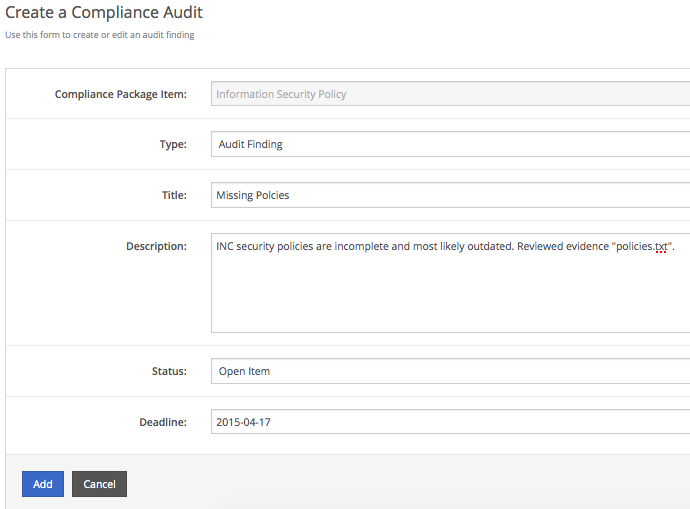 Create a Compliance Audit
Use this form to create or edit an audit finding
Compliance Package Item: Information Security Policy
Type: Audit Finding
Title: Missing Polcies
Description: INC security policies are incomplete and most likely outdated. Reviewed evidence "policies.txt".
Status: Open Item
Deadline: 2015-04-17
Add Cancel